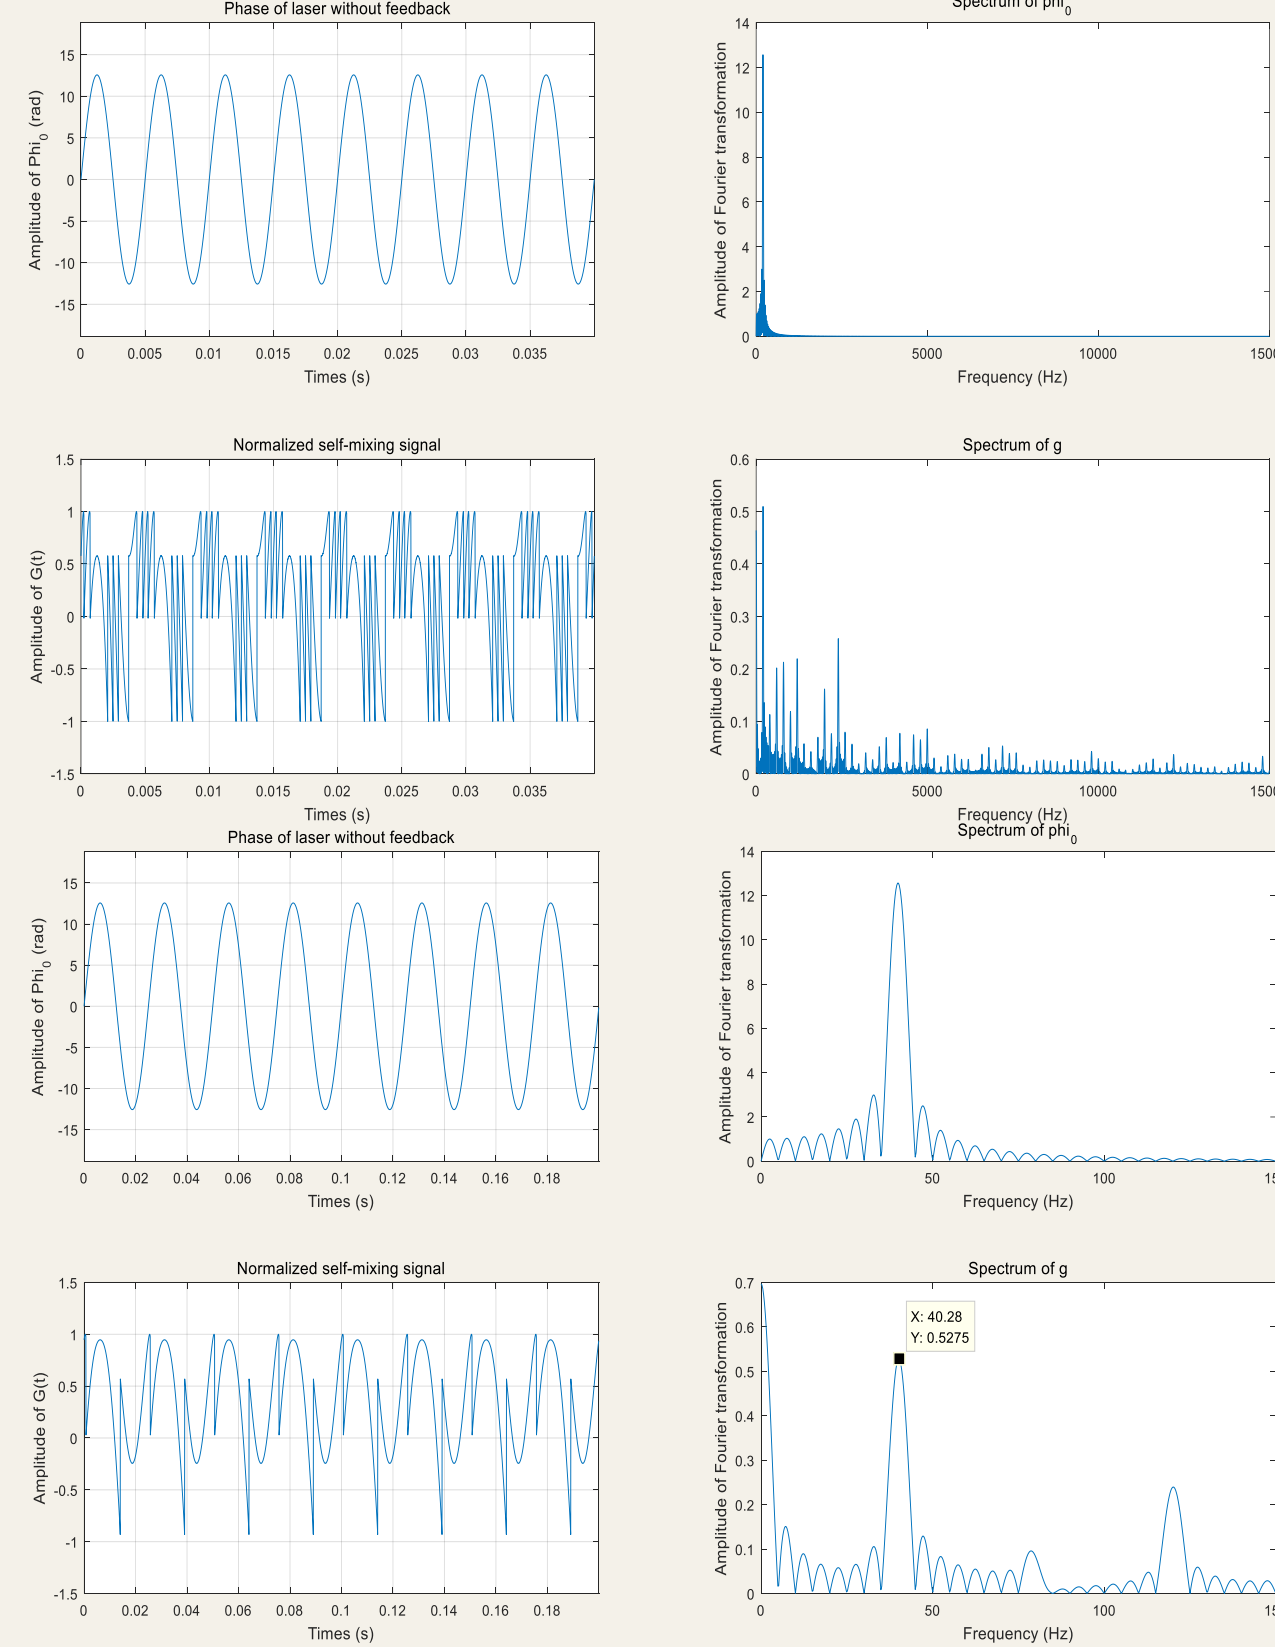 Phase of laser without feedback
Spectrum of phi0
Amplitude of Phi0 (rad)
15
10
5
0
-5
-10
-15
0 0.005 0.01 0.015 0.02 0.025 0.03 0.035
Times (s)
Amplitude of Fourier transformation
14
12
10
8
6
4
2
0
0 5000 10000 1500
Frequency (Hz)
Normalized self-mixing signal
Amplitude of G(t)
1.5
1
0.5
0
-0.5
-1
-1.5
0 0.005 0.01 0.015 0.02 0.025 0.03 0.035
Times (s)
Spectrum of g
Amplitude of Fourier transformation
0.6
0.5
0.4
0.3
0.2
0.1
0
0 5000 10000 1500
Frequency (Hz)
Phase of laser without feedback
Amplitude of Phi0 (rad)
15
10
5
0
-5
-10
-15
0 0.02 0.04 0.06 0.08 0.1 0.12 0.14 0.16 0.18
Times (s)
Spectrum of phi0
Amplitude of Fourier transformation
14
12
10
8
6
4
2
0
0 50 100 15
Frequency (Hz)
Normalized self-mixing signal
Amplitude of G(t)
1.5
1
0.5
0
-0.5
-1
-1.5
0 0.02 0.04 0.06 0.08 0.1 0.12 0.14 0.16 0.18
Times (s)
Spectrum of g
Amplitude of Fourier transformation
0.7
0.6
0.5
0.4
0.3
0.2
0.1
0
X: 40.28
Y: 0.5275
0 50 100 15
Frequency (Hz)